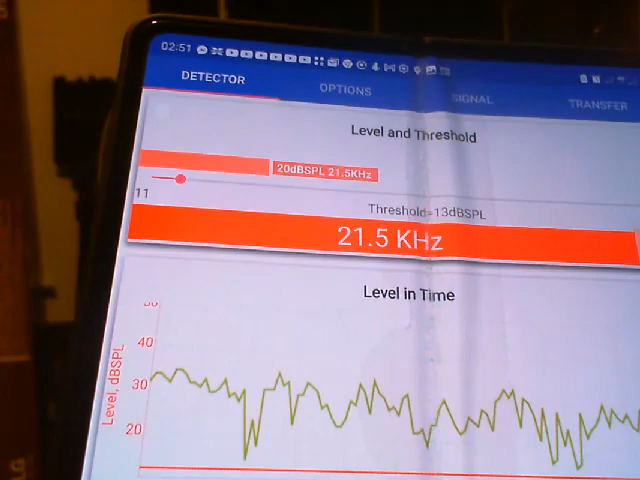 02:51
DETECTOR
OPTIONS
SIGNAL
TRANSFER
Level and Threshold
20dBSPL 21.5KHz
11
Threshold=13dBSPL
21.5 KHz
Level in Time
Level, dBSPL
40
30
20